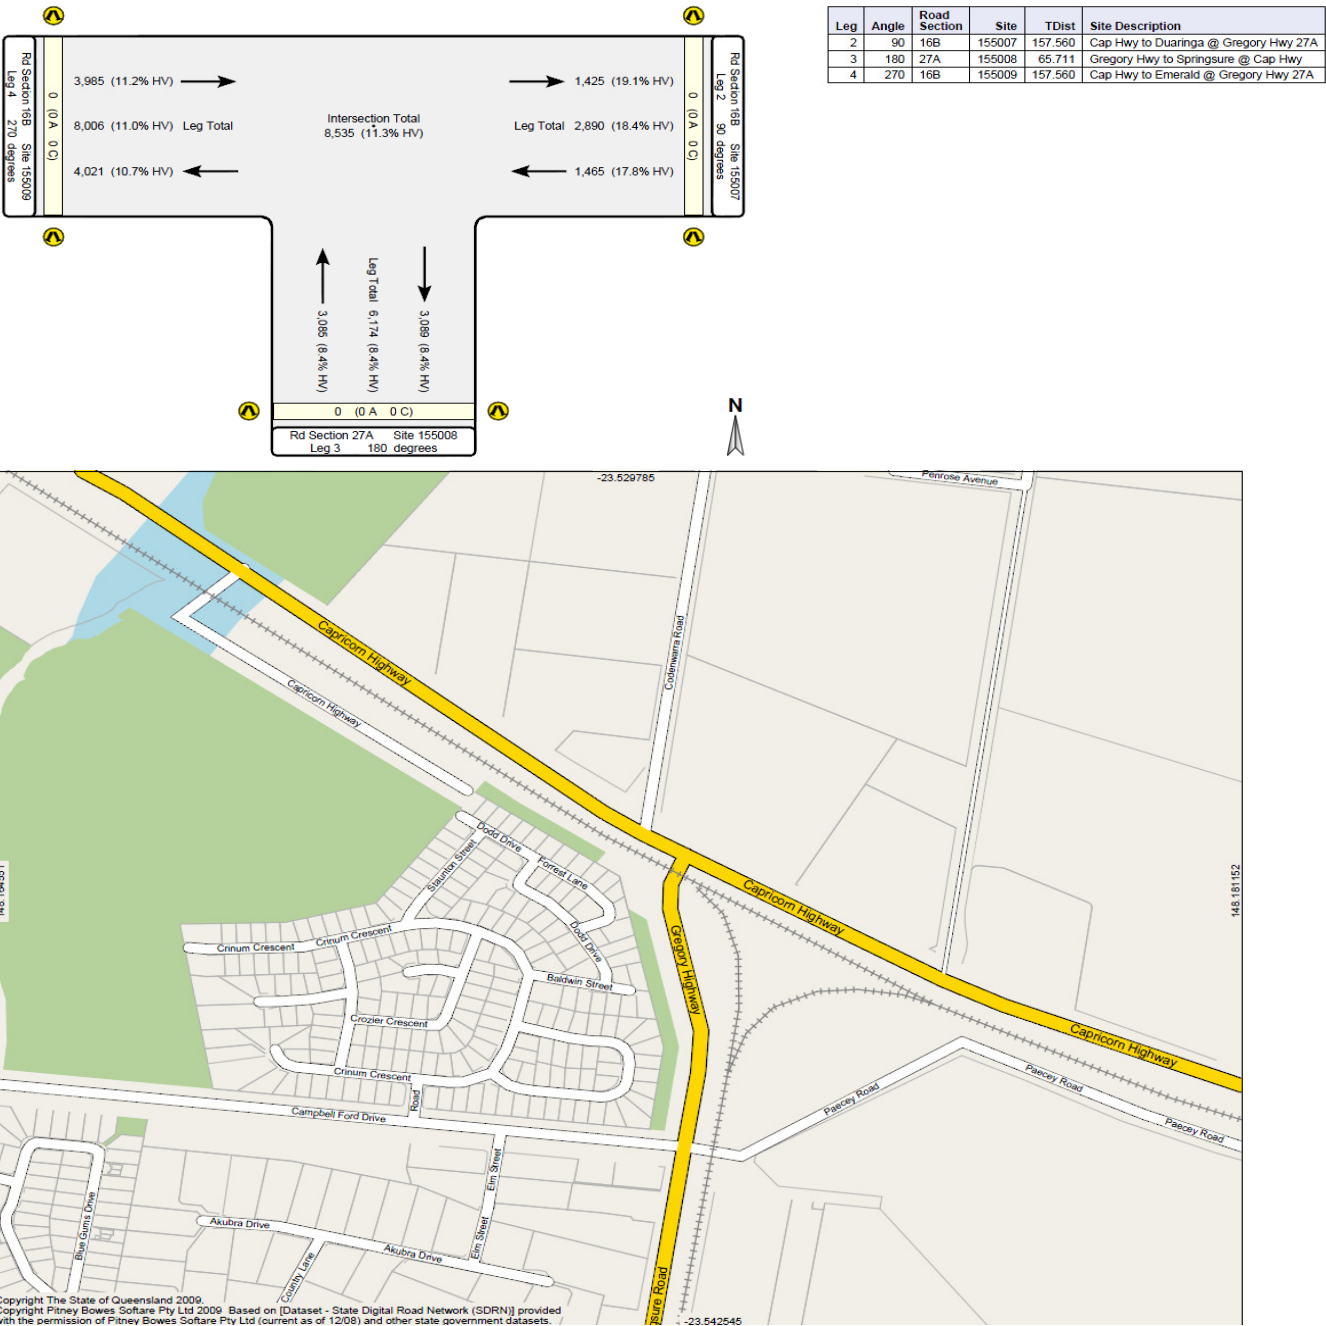 Leg Angle Road Section Site TDist Site Description
2 90 16B 155007 157.560 Cap Hwy to Duaringa @ Gregory Hwy 27A
3 180 27A 155008 65.711 Gregory Hwy to Springsure @ Cap Hwy
4 270 16B 155009 157.560 Cap Hwy to Emerald @ Gregory Hwy 27A
Rd Section 16B Site 155009
Leg 4 270 degrees
0 (0 A 0 C)
3,985 (11.2% HV)
8,006 (11.0% HV) Leg Total
4,021 (10.7% HV)
Intersection Total
8,535 (11.3% HV)
1,425 (19.1% HV)
Leg Total 2,890 (18.4% HV)
1,465 (17.8% HV)
0 (0 A 0 C)
Rd Section 16B Site 155007
Leg 2 90 degrees
3,085 (8.4% HV)
Leg Total 6,174 (8.4% HV)
3,089 (8.4% HV)
0 (0 A 0 C)
Rd Section 27A Site 155008
Leg 3 180 degrees
N
-23.529785
Penrose Avenue
Codenwarra Road
Capricorn Highway
Capricorn Highway
Dodd Drive
Staunton Street
Forrest Lane
148.181152
Capricorn Highway
Crinum Crescent
Crinum Crescent
Dodd Drive
Gregory Highway
Baldwin Street
Crozier Crescent
Capricorn Highway
Crinum Crescent
Paecey Road
Paecey Road
Road
Campbell Ford Drive
Paecey Road
Elm Street
Blue Gums Drive
Akubra Drive
Elm Street
Akubra Drive
Country Lane
sure Road
-23.542545
Copyright The State of Queensland 2009.
Copyright Pitney Bowes Softare Pty Ltd 2009 Based on [Dataset - State Digital Road Network (SDRN)] provided
with the permission of Pitney Bowes Softare Pty Ltd (current as of 12/08) and other state government datasets.